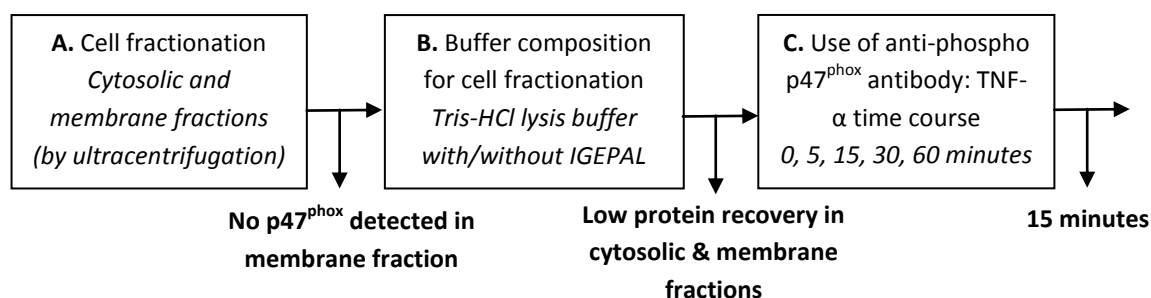 A. Cell fractionation
Cytosolic and
membrane fractions
(by ultracentrifugation)
No p47phox detected in
membrane fraction
B. Buffer composition
for cell fractionation
Tris-HCl lysis buffer
with/without IGEPAL
Low protein recovery in
cytosolic & membrane
fractions
C. Use of anti-phospho
p47phox antibody: TNF-
α time course
0, 5, 15, 30, 60 minutes
15 minutes